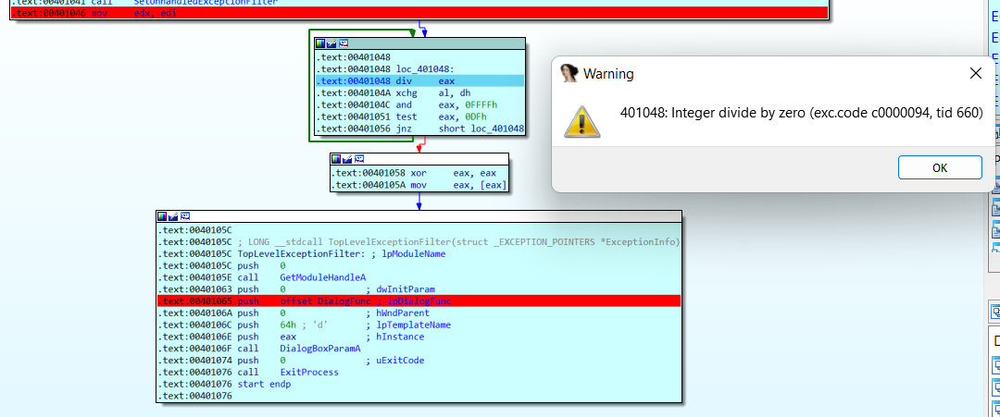 .text:00401041 call    SetUnhandledExceptionFilter
.text:00401046 mov     edx, edi
.text:00401048
.text:00401048 loc_401048:
.text:00401048 div     eax
.text:0040104A xchg    al, dh
.text:0040104C and     eax, 0FFFFh
.text:00401051 test    eax, 0DFh
.text:00401056 jnz     short loc_401048
Warning
401048: Integer divide by zero (exc.code c0000094, tid 660)
OK
.text:00401058 xor     eax, eax
.text:0040105A mov     eax, [eax]
.text:0040105C
.text:0040105C ; LONG __stdcall TopLevelExceptionFilter(struct _EXCEPTION_POINTERS *ExceptionInfo)
.text:0040105C TopLevelExceptionFilter: ; lpModuleName
.text:0040105C push    0
.text:0040105E call    GetModuleHandleA
.text:00401063 push    0               ; dwInitParam
.text:00401065 push    offset DialogFunc ; lpDialogFunc
.text:0040106A push    0               ; hWndParent
.text:0040106C push    64h ; 'd'       ; lpTemplateName
.text:0040106E push    eax             ; hInstance
.text:0040106F call    DialogBoxParamA
.text:00401074 push    0               ; uExitCode
.text:00401076 call    ExitProcess
.text:00401076 start endp
.text:00401076